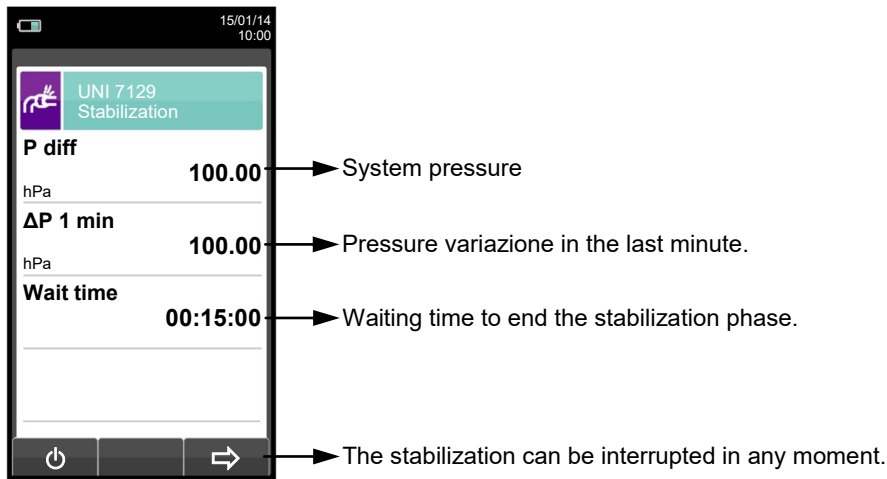 15/01/14
10:00
UNI 7129
Stabilization
P diff
100.00
hPa
System pressure
ΔP 1 min
100.00
hPa
Pressure variazione in the last minute.
Wait time
00:15:00
Waiting time to end the stabilization phase.
The stabilization can be interrupted in any moment.